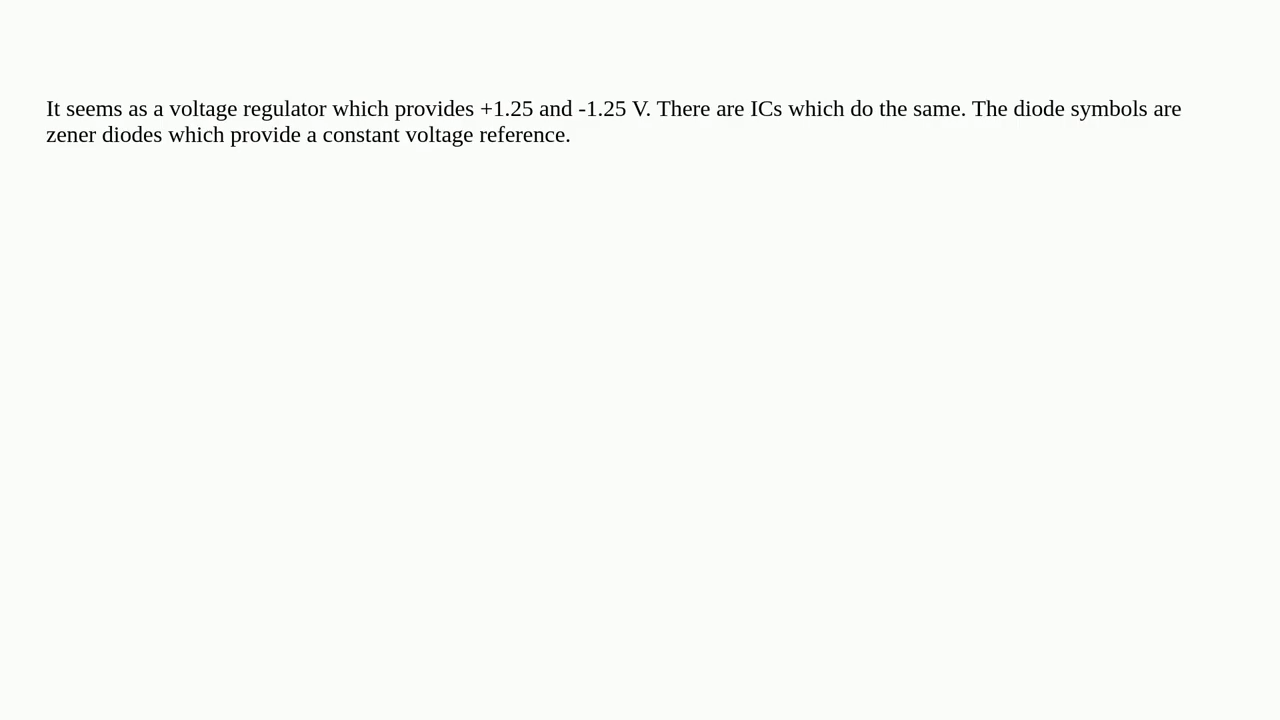 It seems as a voltage regulator which provides +1.25 and -1.25 V. There are ICs which do the same. The diode symbols are
zener diodes which provide a constant voltage reference.